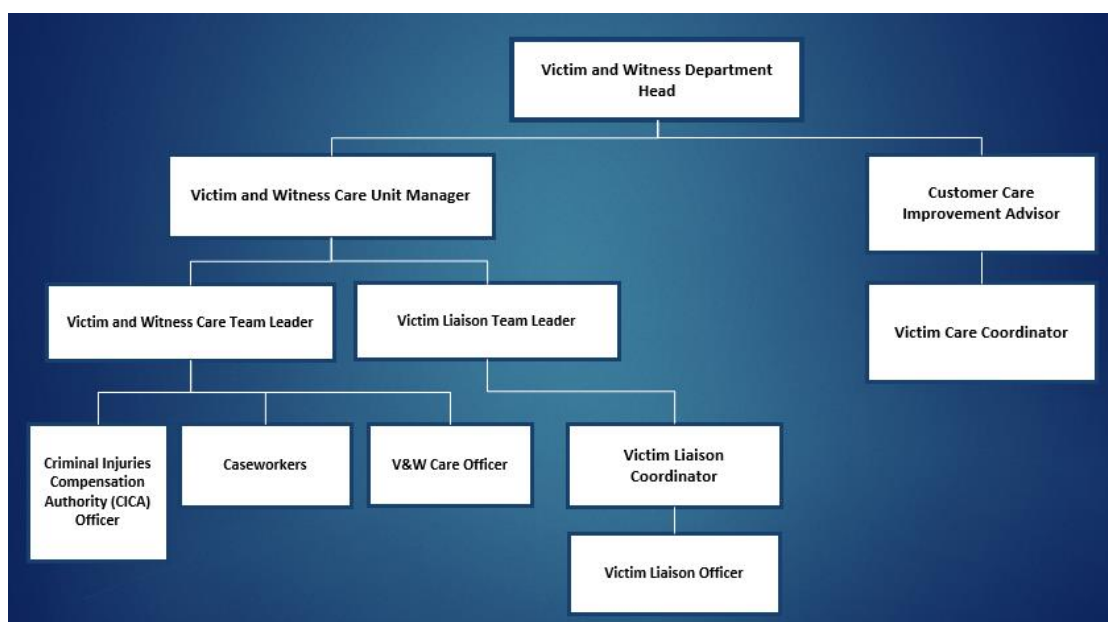 Victim and Witness Department
Head
Victim and Witness Care Unit Manager
Customer Care
Improvement Advisor
Victim and Witness Care Team Leader
Victim Liaison Team Leader
Victim Care Coordinator
Criminal Injuries
Compensation
Authority (CICA)
Officer
Caseworkers
V&W Care Officer
Victim Liaison
Coordinator
Victim Liaison Officer